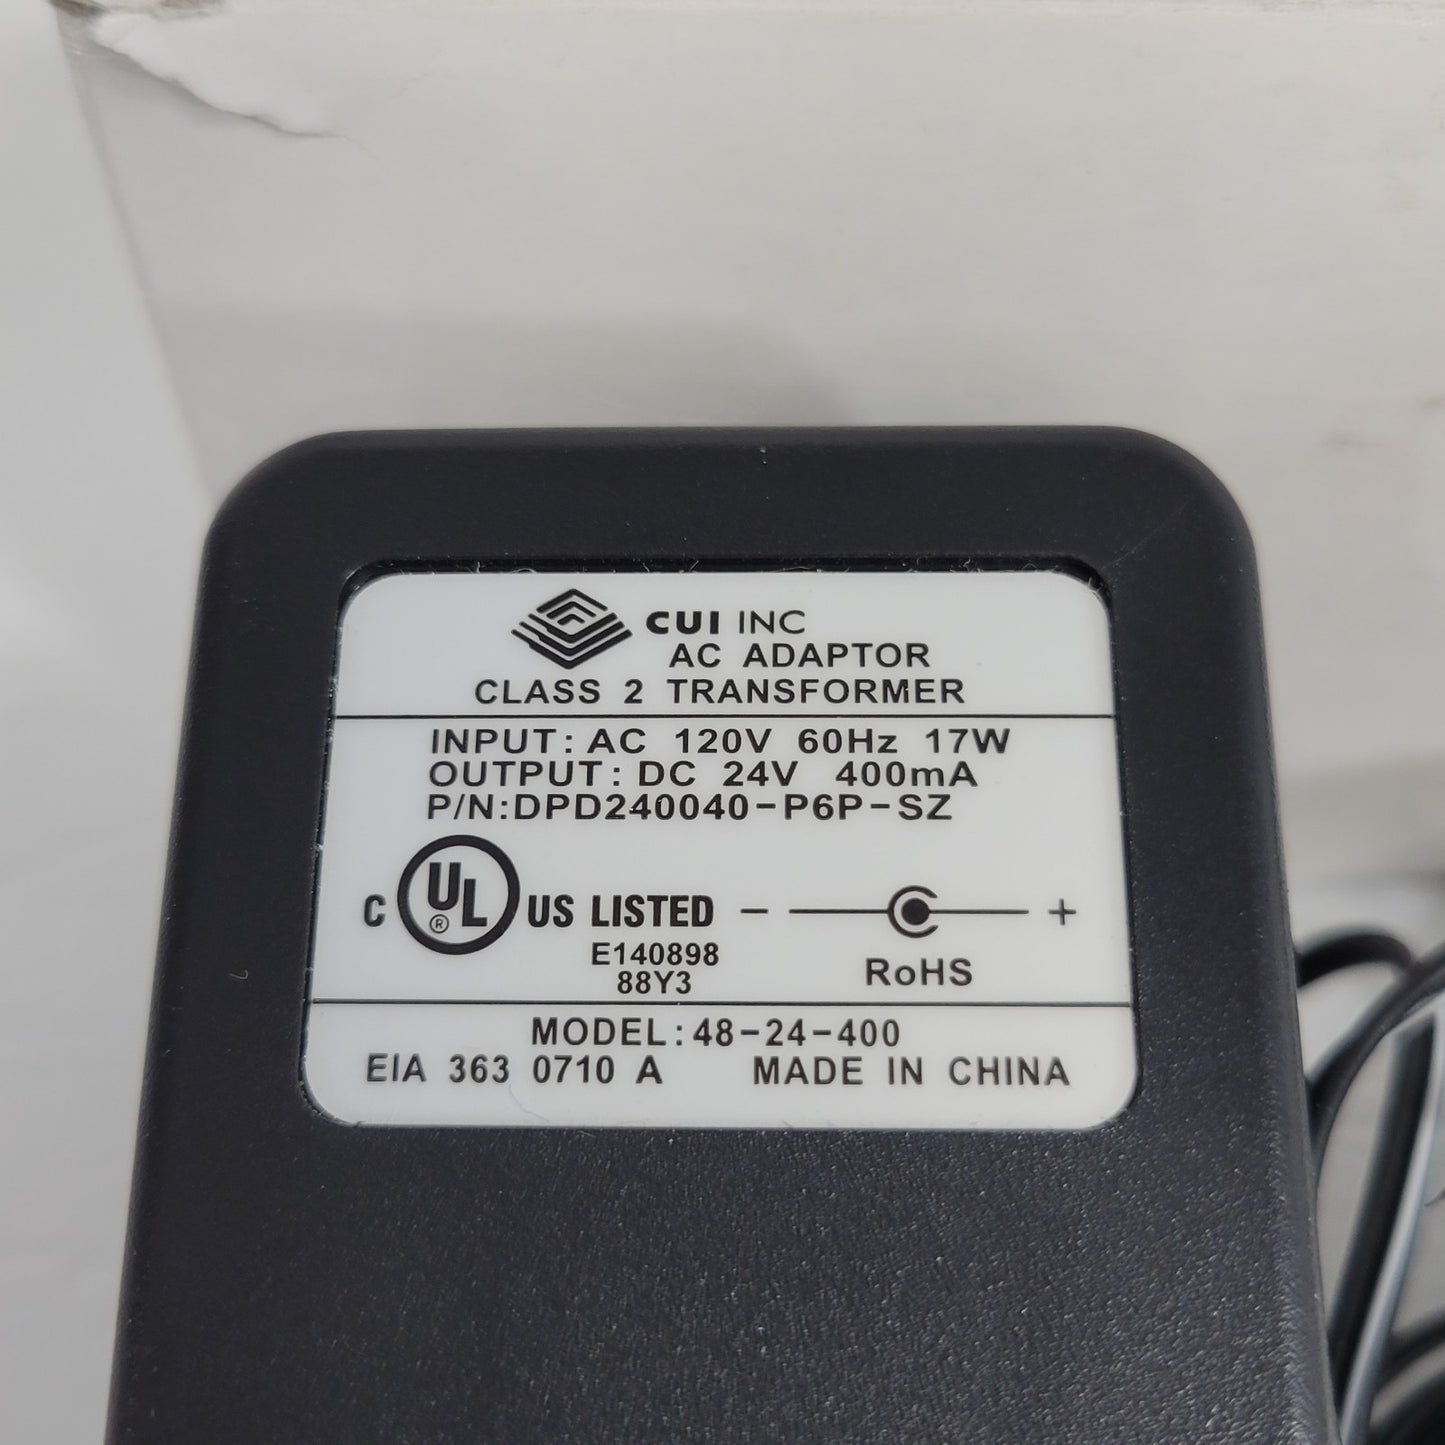 CUI INC
AC ADAPTOR
CLASS 2 TRANSFORMER
INPUT: AC 120V 60Hz 17W
OUTPUT: DC 24V 400mA
P/N:DPD240040-P6P-SZ
C UL ® US LISTED - +
E140898
88Y3
RoHS
MODEL: 48-24-400
EIA 363 0710 A MADE IN CHINA